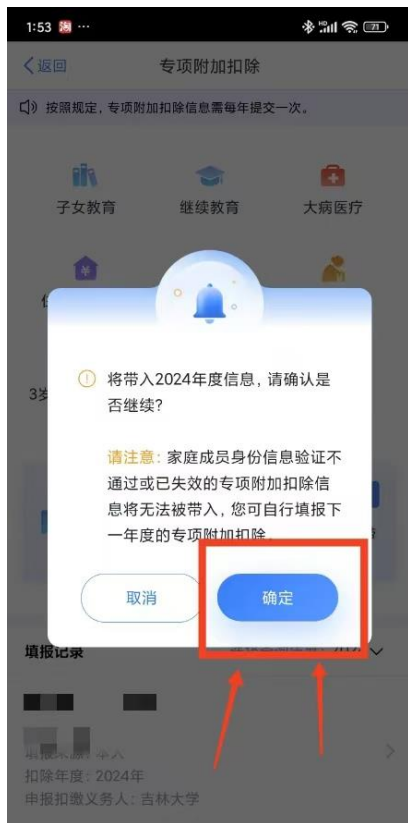 1:53 淘 ··· HD 71
返回 专项附加扣除
按照规定，专项附加扣除信息需每年提交一次。
子女教育 继续教育 大病医疗
3岁
将带入2024年度信息，请确认是
否继续？
请注意：家庭成员身份信息验证不
通过或已失效的专项附加扣除信
息将无法被带入，您可自行填报下
一年度的专项附加扣除。
取消 确定
填报记录
扣除年度：2024年
申报扣缴义务人：吉林大学